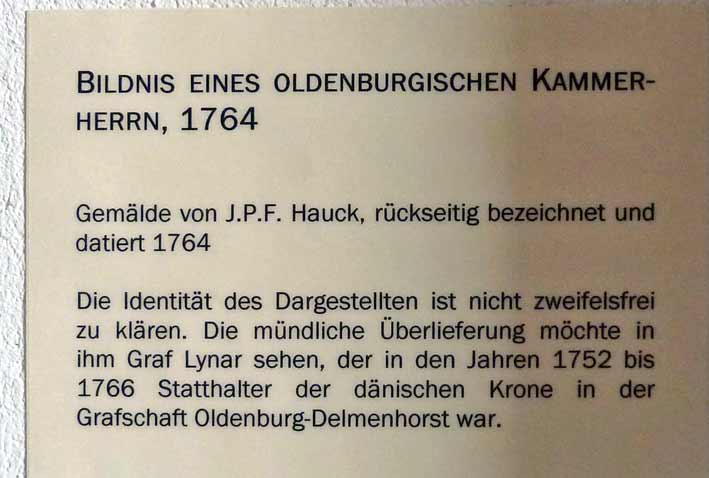 BILDNIS EINES OLDENBURGISCHEN KAMMER-
HERRN, 1764
Gemälde von J.P.F. Hauck, rückseitig bezeichnet und
datiert 1764
Die Identität des Dargestellten ist nicht zweifelsfrei
zu klären. Die mündliche Überlieferung möchte in
ihm Graf Lynar sehen, der in den Jahren 1752 bis
1766 Statthalter der dänischen Krone in der
Grafschaft Oldenburg-Delmenhorst war.